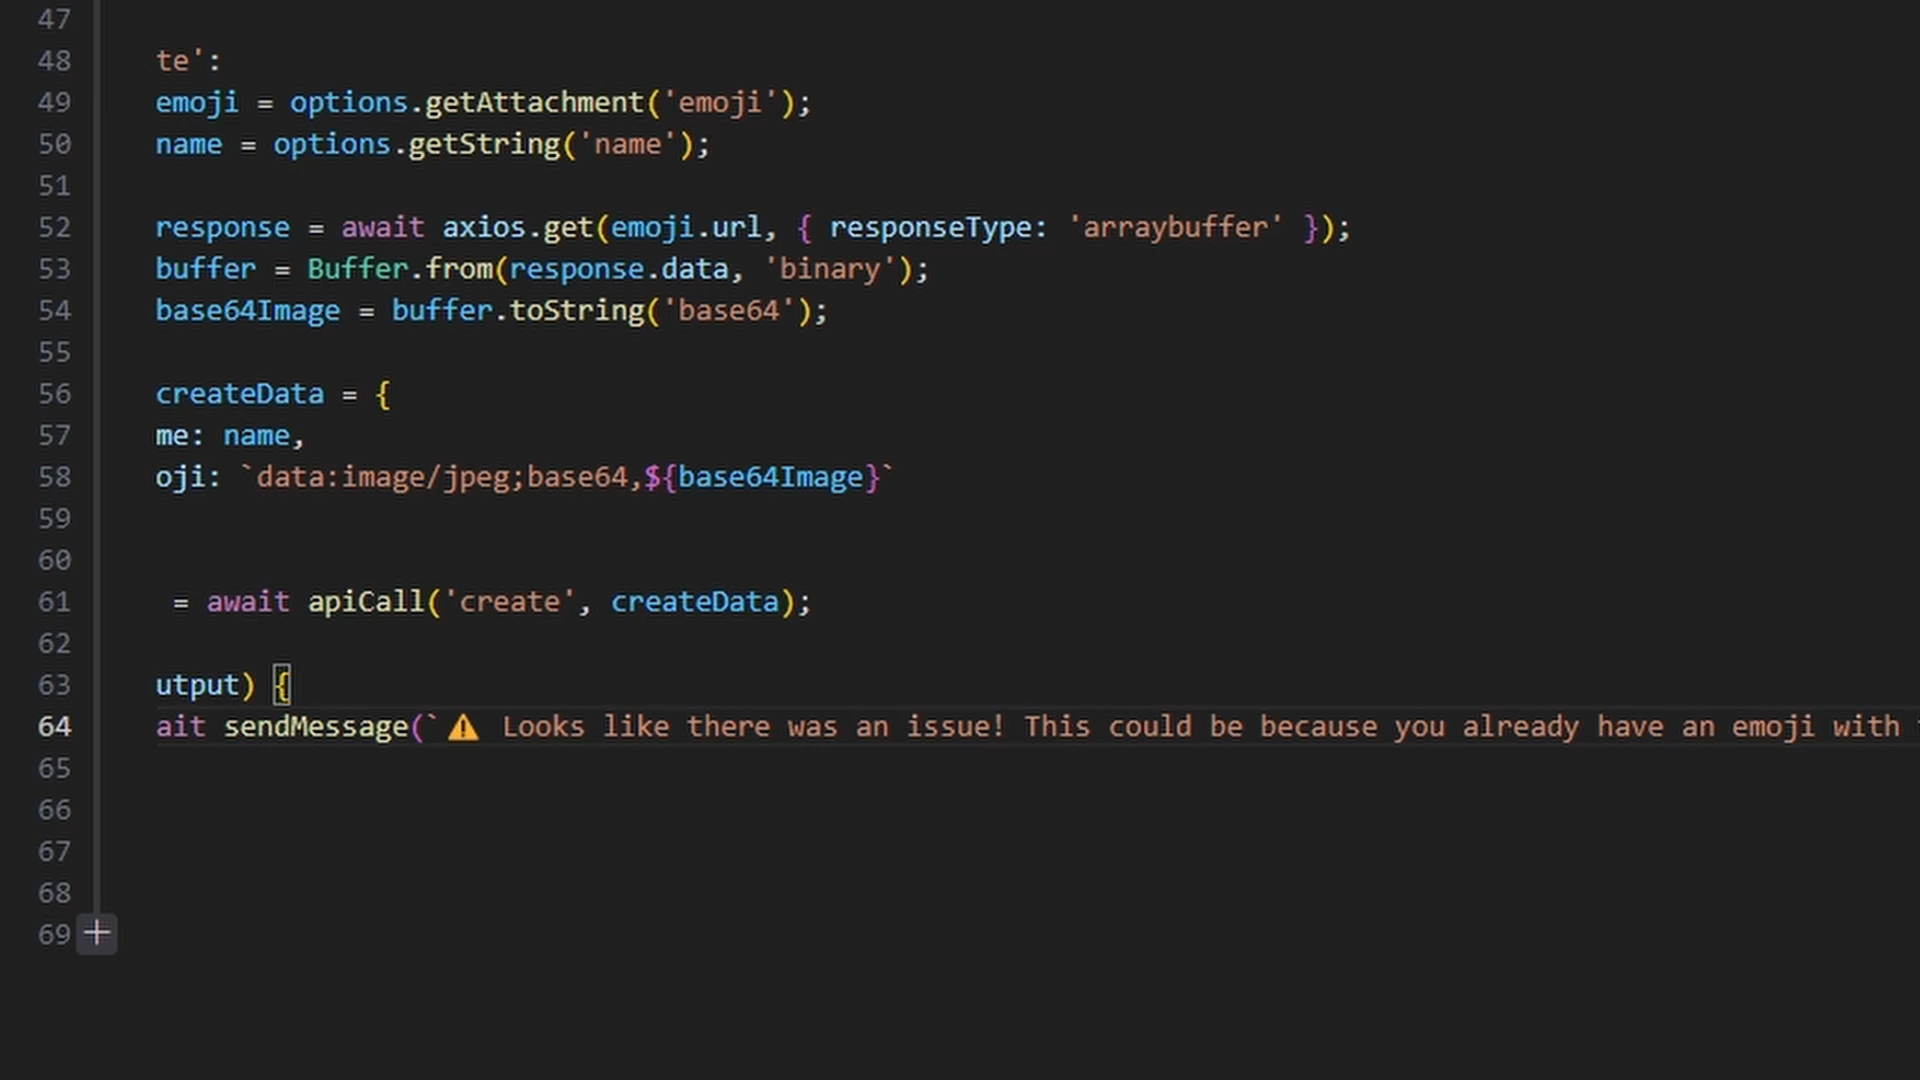 47
48 te':
49 emoji = options.getAttachment('emoji');
50 name = options.getString('name');
51
52 response = await axios.get(emoji.url, { responseType: 'arraybuffer' });
53 buffer = Buffer.from(response.data, 'binary');
54 base64Image = buffer.toString('base64');
55
56 createData = {
57 me: name,
58 oji: `data:image/jpeg;base64,${base64Image}`
59
60
61 = await apiCall('create', createData);
62
63 utput) {
64 ait sendMessage(`⚠️ Looks like there was an issue! This could be because you already have an emoji with
65
66
67
68
69 +